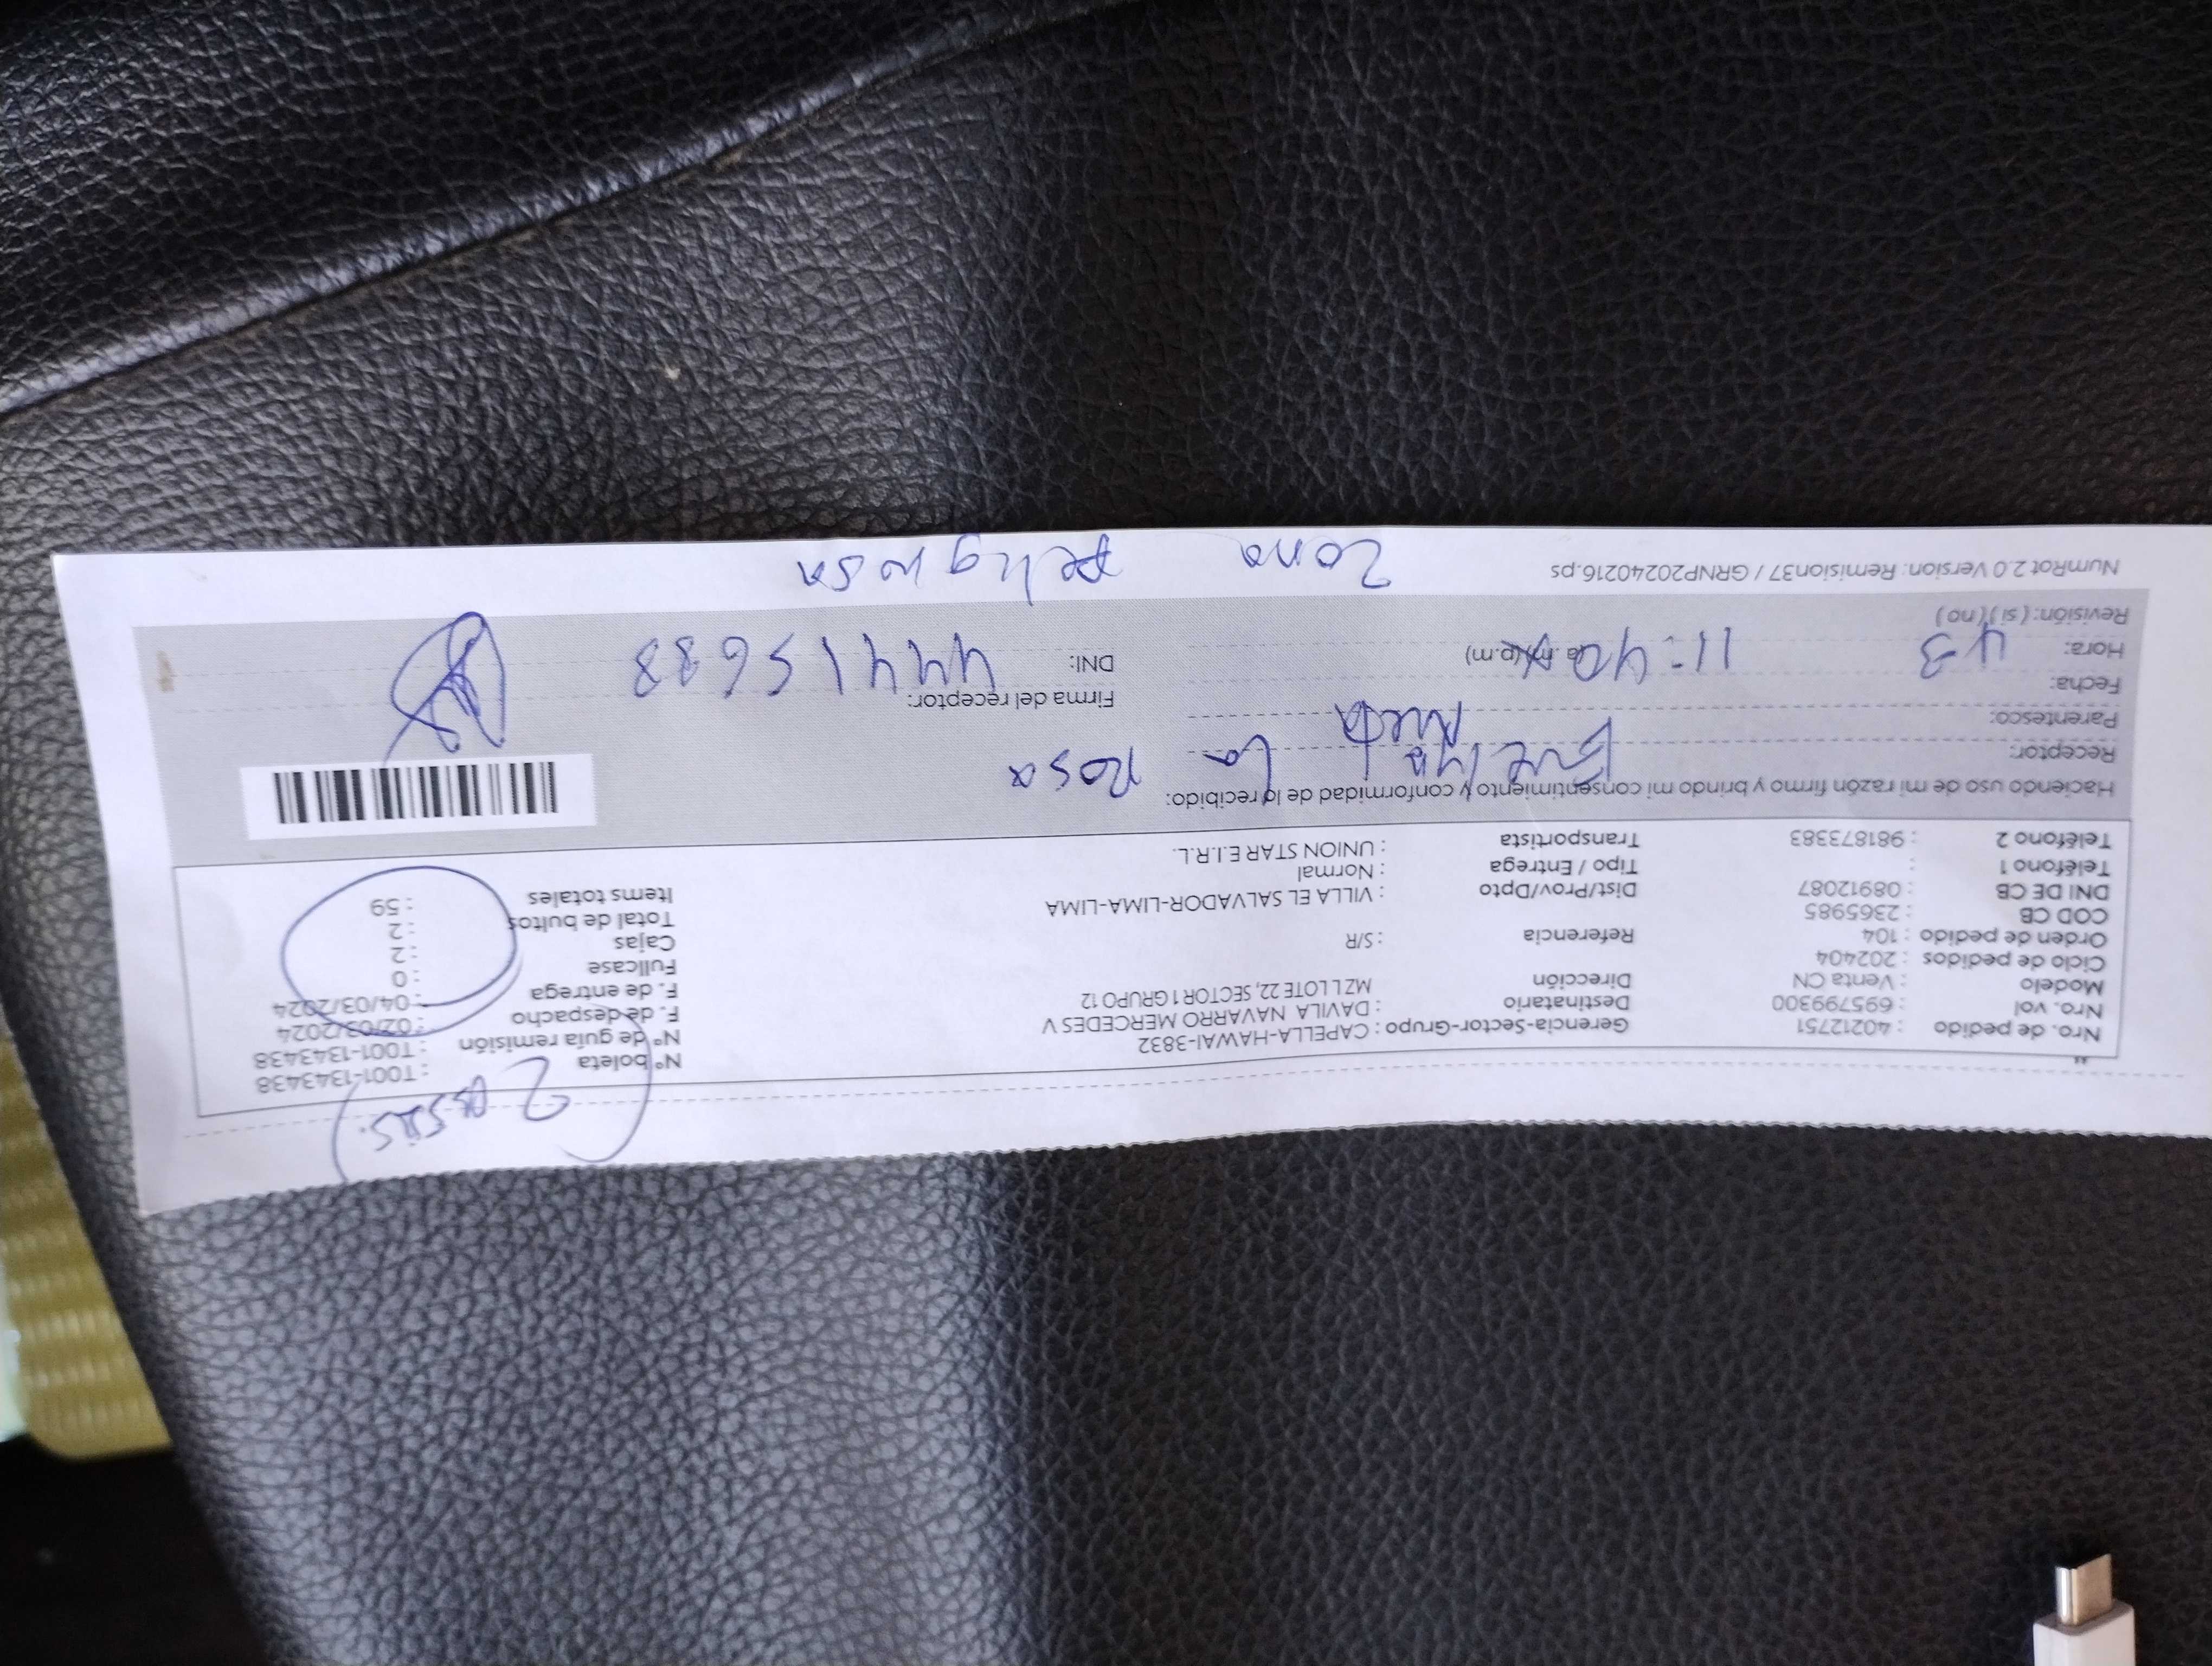 2 cajas.
Nro. de pedido : 40212751 Gerencia-Sector-Grupo : CAPELLA-HAWAI-3832 N° boleta : T001-1343438
Nro. vol : 695799300 Destinatario : DAVILA NAVARRO MERCEDES V N° de guía remisión : T001-1343438
Modelo : Venta CN Dirección MZ L LOTE 22, SECTOR 1 GRUPO 12 F. de despacho : 02/03/2024
Ciclo de pedidos : 202404 F. de entrega : 04/03/2024
Orden de pedido : 104 Referencia : S/R Fullcase : 0
COD CB : 2365985 Cajas : 2
DNI DE CB : 08912087 Dist/Prov/Dpto : VILLA EL SALVADOR-LIMA-LIMA Total de bultos : 2
Teléfono 1 : Tipo / Entrega : Normal Items totales : 59
Teléfono 2 : 981873383 Transportista : UNION STAR E.I.R.L.
Haciendo uso de mi razón firmo y brindo mi consentimiento y conformidad de lo recibido:
Receptor: La Rosa
Parentesco: Nieta
Fecha: Firma del receptor:
Hora: 4-3 11:40 (a.m) (p.m) DNI: 44415688
Revisión: ( si ) ( no )
NumRot 2.0 Version: Remision37 / GRNP20240216.ps Zona peligrosa